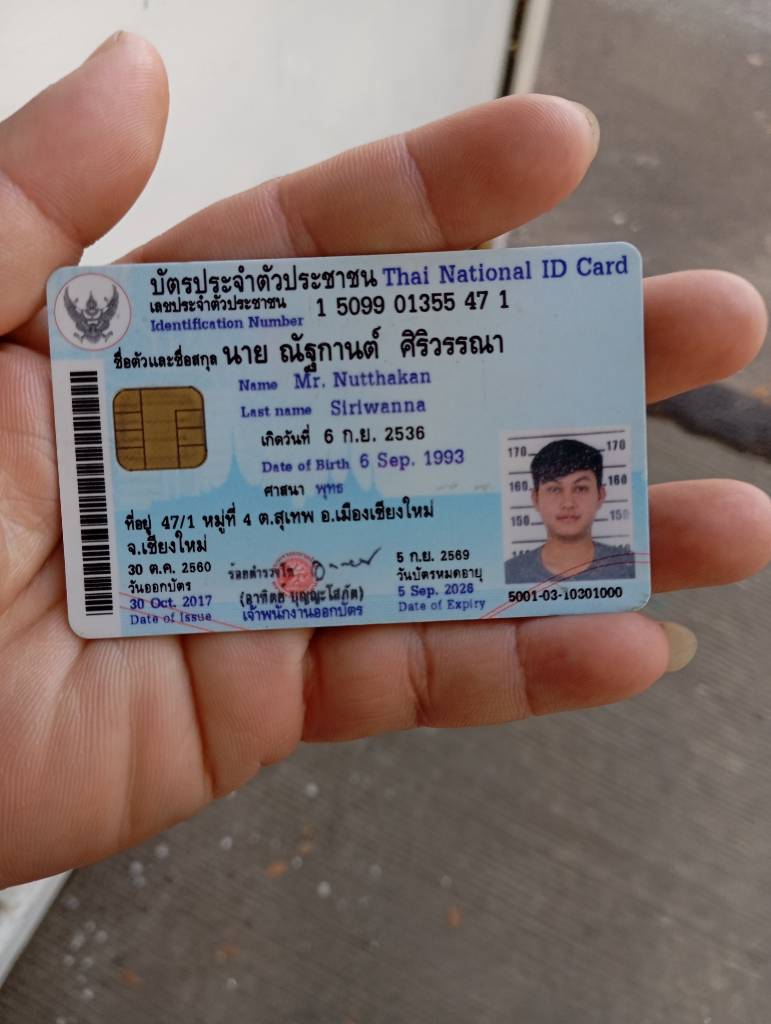 บัตรประจำตัวประชาชน Thai National ID Card
เลขประจำตัวประชาชน 1 5099 01355 47 1
Identification Number
ชื่อตัวและชื่อสกุล นาย ณัฐกานต์ ศิริวรรณา
Name Mr. Nutthakan
Last name Siriwanna
เกิดวันที่ 6 ก.ย. 2536
Date of Birth 6 Sep. 1993
ศาสนา พุทธ
ที่อยู่ 47/1 หมู่ที่ 4 ต.สุเทพ อ.เมืองเชียงใหม่
จ.เชียงใหม่
30 ต.ค. 2560
วันออกบัตร
30 Oct. 2017
Date of Issue
ร้อยตำรวจโท
(อาทิตย์ บุญญะโสภัต)
เจ้าพนักงานออกบัตร
5 ก.ย. 2569
วันบัตรหมดอายุ
5 Sep. 2026
Date of Expiry
170 170
160 160
150 150
5001-03-10301000